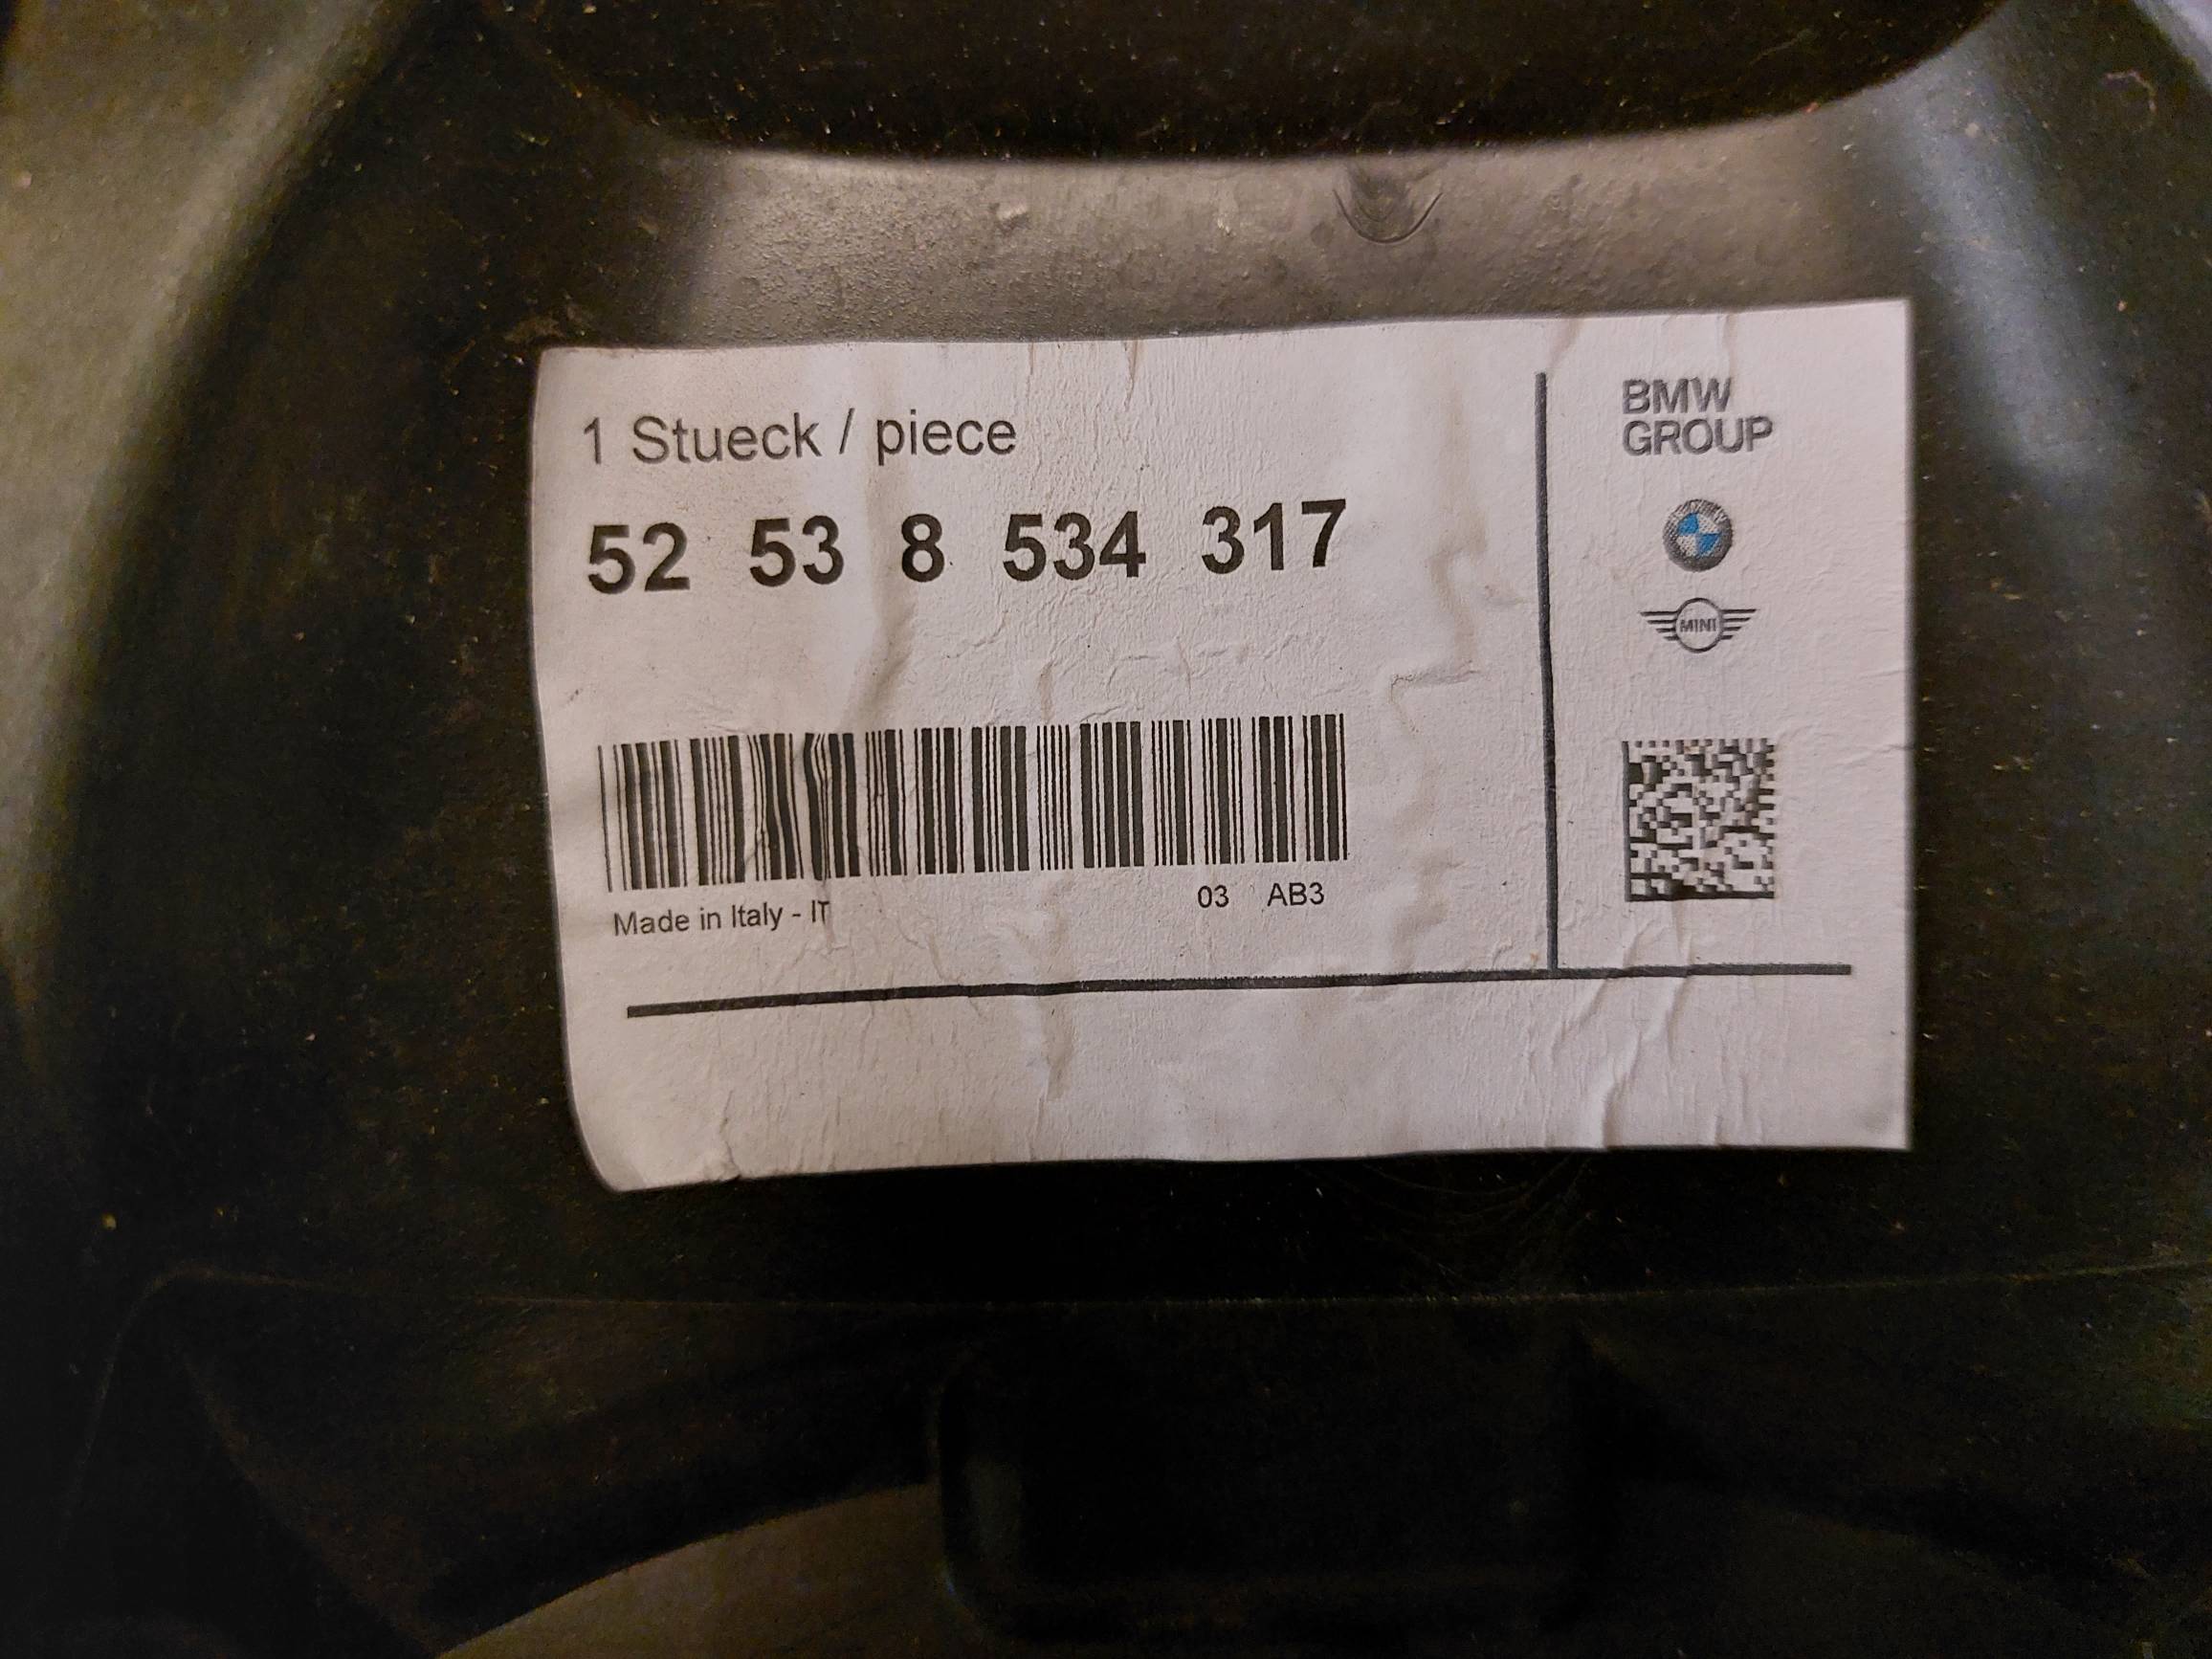 1 Stueck / piece
52 53 8 534 317
Made in Italy - IT
03 AB3
BMW
GROUP
MINI